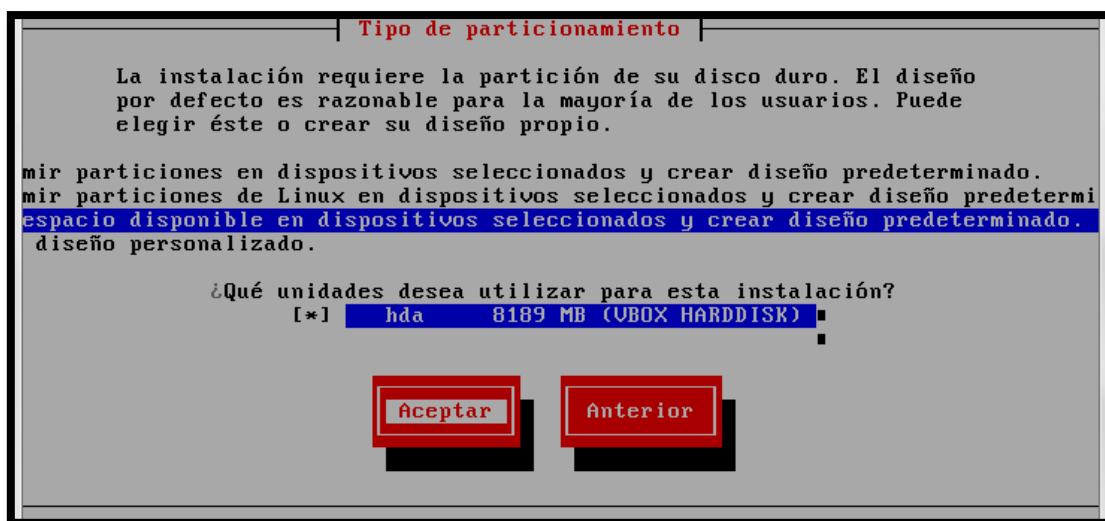 Tipo de particionamiento
La instalación requiere la partición de su disco duro. El diseño
por defecto es razonable para la mayoría de los usuarios. Puede
elegir éste o crear su diseño propio.
mir particiones en dispositivos seleccionados y crear diseño predeterminado.
mir particiones de Linux en dispositivos seleccionados y crear diseño predetermi
espacio disponible en dispositivos seleccionados y crear diseño predeterminado.
diseño personalizado.
¿Qué unidades desea utilizar para esta instalación?
[*] hda 8189 MB (VBOX HARDDISK)
Aceptar Anterior